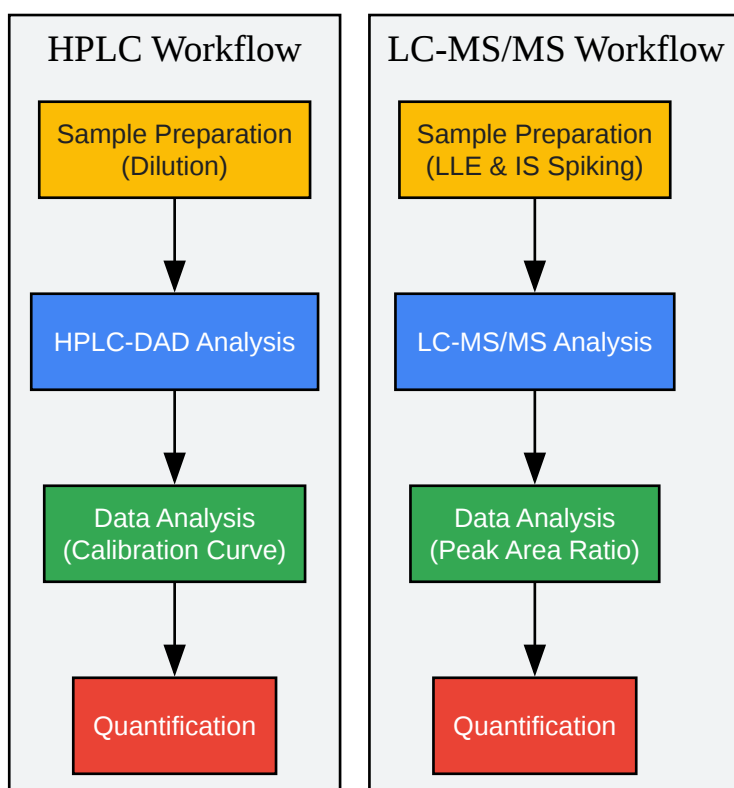 HPLC Workflow
Sample Preparation
(Dilution)
HPLC-DAD Analysis
Data Analysis
(Calibration Curve)
Quantification
LC-MS/MS Workflow
Sample Preparation
(LLE & IS Spiking)
LC-MS/MS Analysis
Data Analysis
(Peak Area Ratio)
Quantification